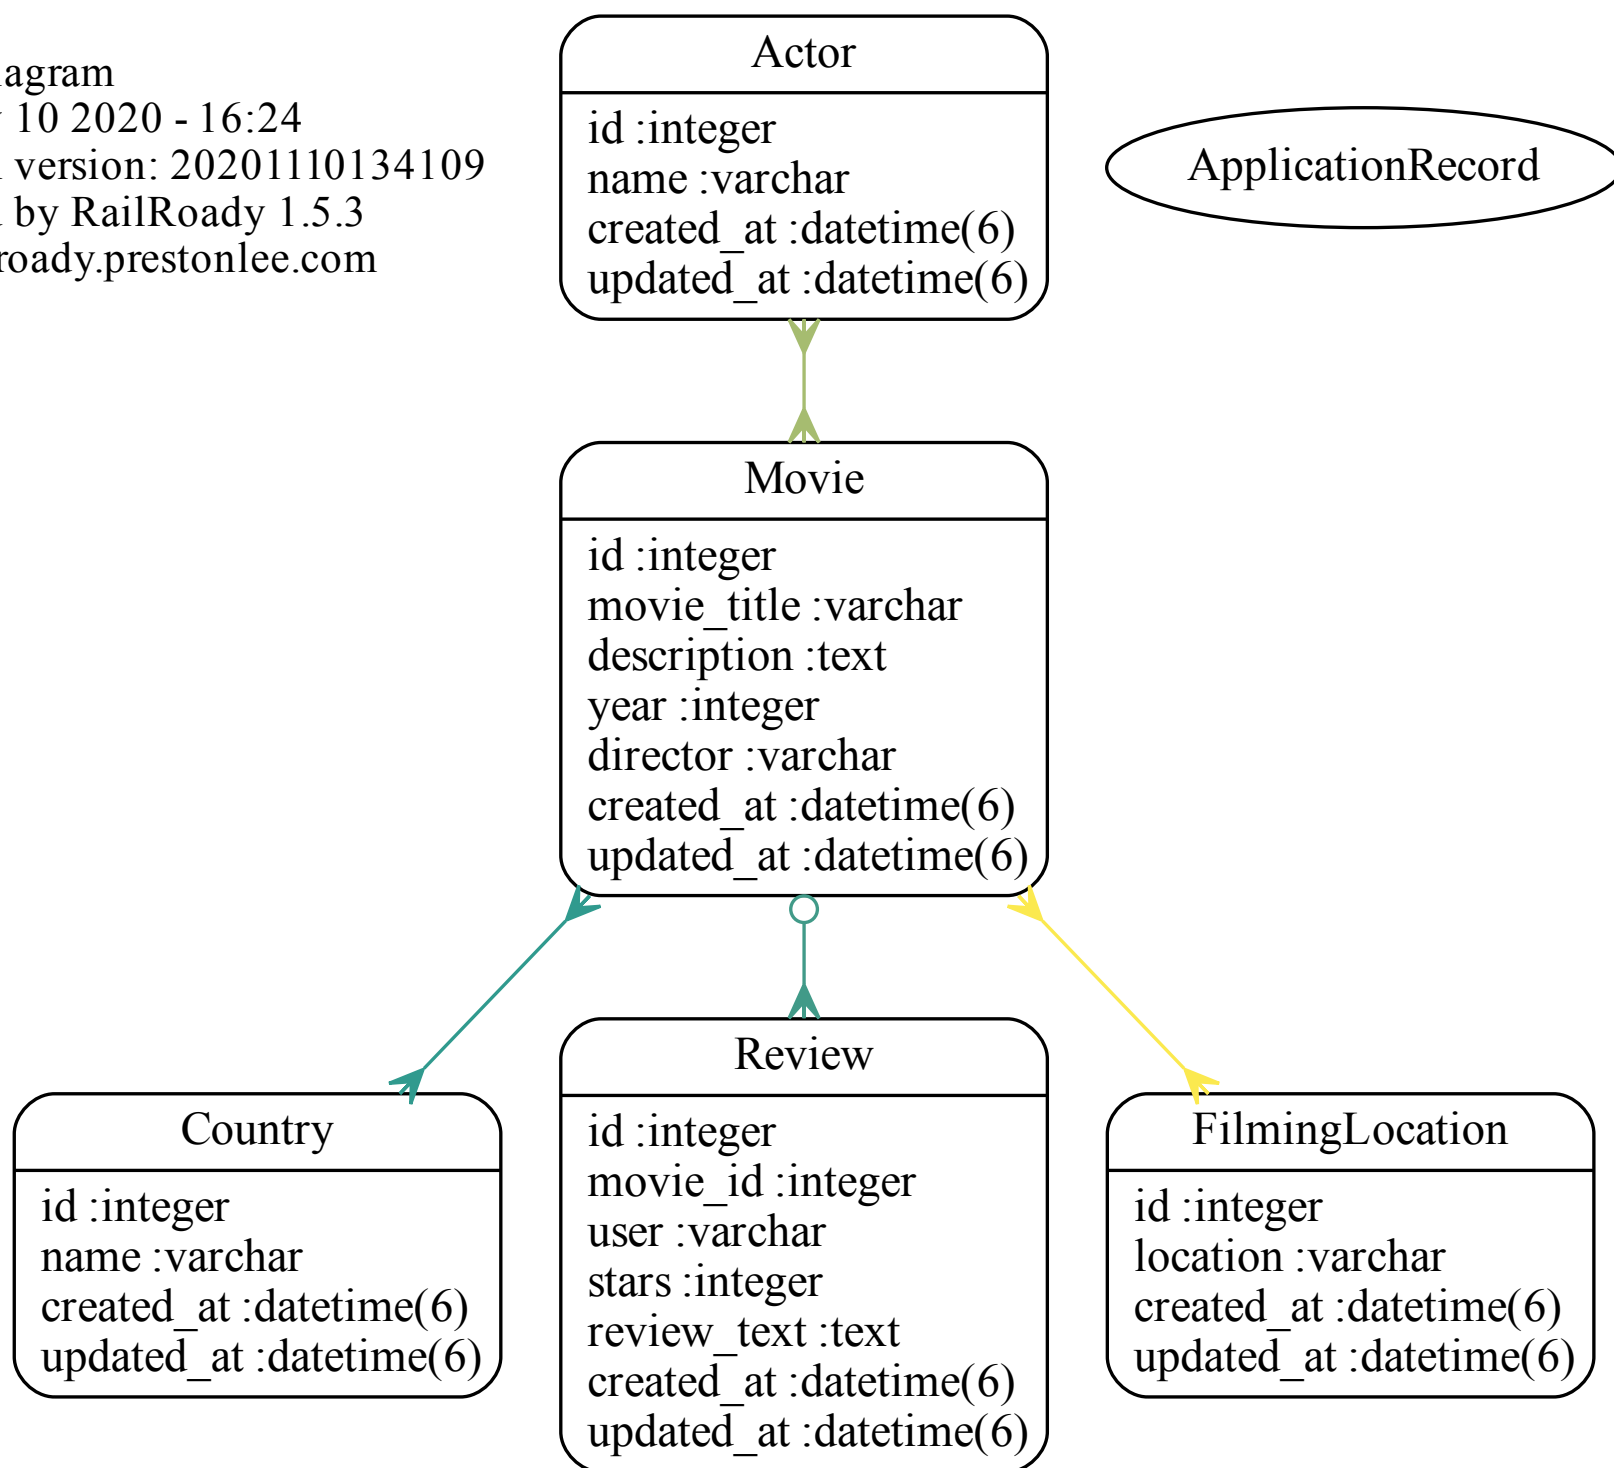 agram
10 2020 - 16:24
version: 20201110134109
by RailRoady 1.5.3
roady.prestonlee.com
Actor
id :integer
name :varchar
created_at :datetime(6)
updated_at :datetime(6)
ApplicationRecord
Movie
id :integer
movie_title :varchar
description :text
year :integer
director :varchar
created_at :datetime(6)
updated_at :datetime(6)
Country
id :integer
name :varchar
created_at :datetime(6)
updated_at :datetime(6)
Review
id :integer
movie_id :integer
user :varchar
stars :integer
review_text :text
created_at :datetime(6)
updated_at :datetime(6)
FilmingLocation
id :integer
location :varchar
created_at :datetime(6)
updated_at :datetime(6)